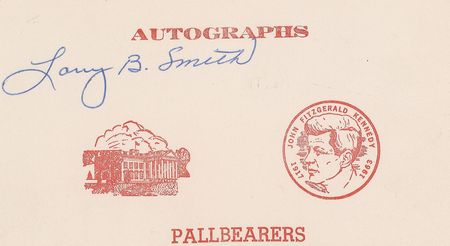 AUTOGRAPHS
Larry B. Smith
JOHN FITZGERALD KENNEDY
1917 1963
PALLBEARERS